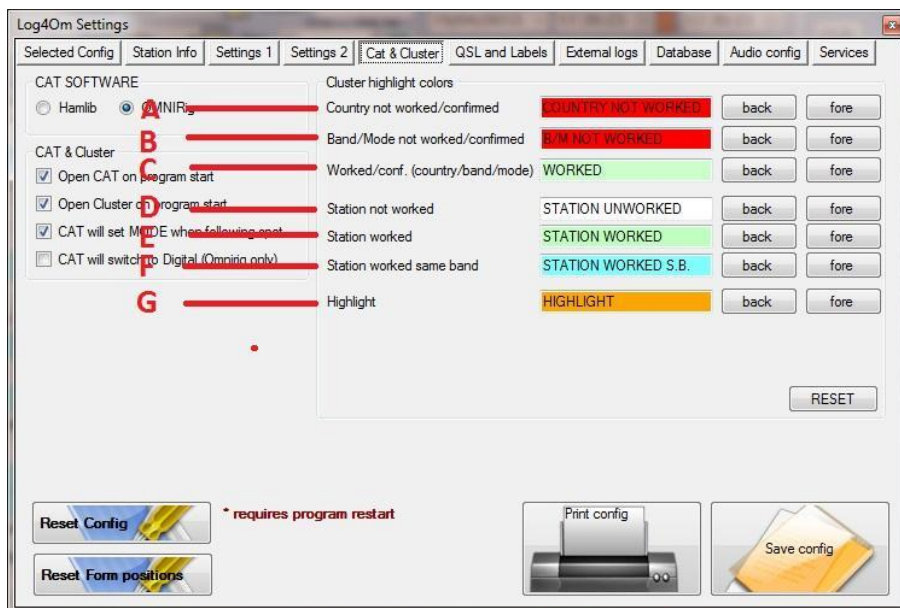 Log4Om Settings
Selected Config Station Info Settings 1 Settings 2 Cat & Cluster QSL and Labels External logs Database Audio config Services
CAT SOFTWARE
Hamlib OMNIRig
CAT & Cluster
Open CAT on program start
Open Cluster on program start
CAT will set MODE when following spot
CAT will switch to Digital (Omnirig only)
A
B
C
D
E
F
G
Cluster highlight colors
Country not worked/confirmed COUNTRY NOT WORKED back fore
Band/Mode not worked/confirmed B/M NOT WORKED back fore
Worked/conf. (country/band/mode) WORKED back fore
Station not worked STATION UNWORKED back fore
Station worked STATION WORKED back fore
Station worked same band STATION WORKED S.B. back fore
Highlight HIGHLIGHT back fore
RESET
Reset Config
* requires program restart
Print config
Save config
Reset Form positions